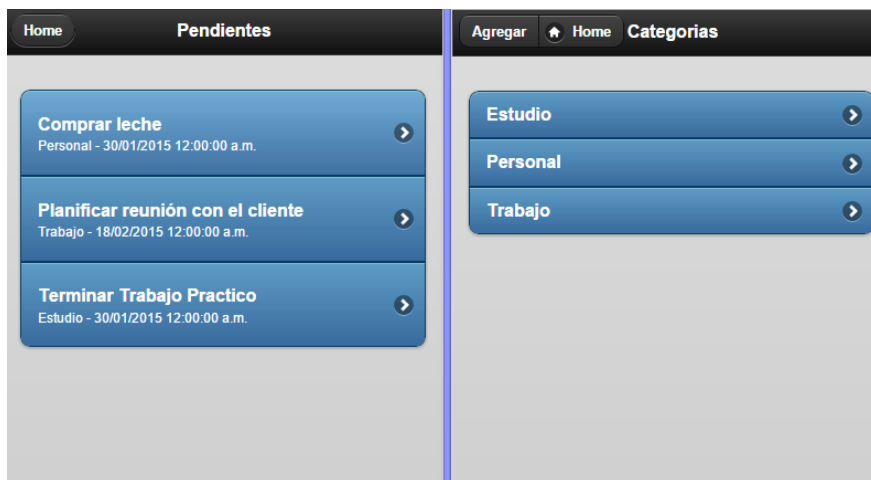 Home
Pendientes
Comprar leche
Personal - 30/01/2015 12:00:00 a.m.
Planificar reunión con el cliente
Trabajo - 18/02/2015 12:00:00 a.m.
Terminar Trabajo Practico
Estudio - 30/01/2015 12:00:00 a.m.
Agregar
Home
Categorias
Estudio
Personal
Trabajo